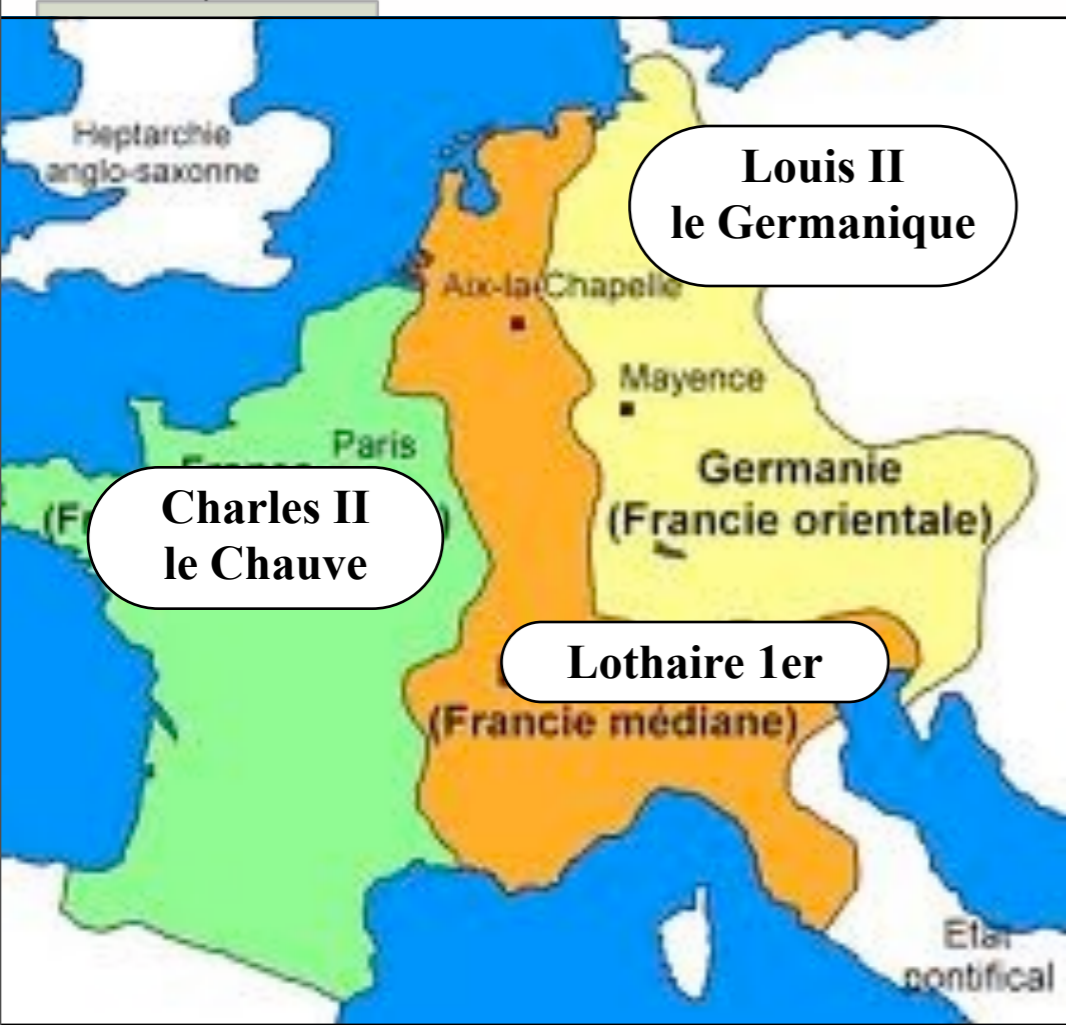 Heptarchie
anglo-saxonne
Louis II
le Germanique
Aix-la-Chapelle
Mayence
Paris
Germanie
(Francie orientale)
Charles II
le Chauve
Lothaire 1er
(Francie médiane)
Etat
pontifical